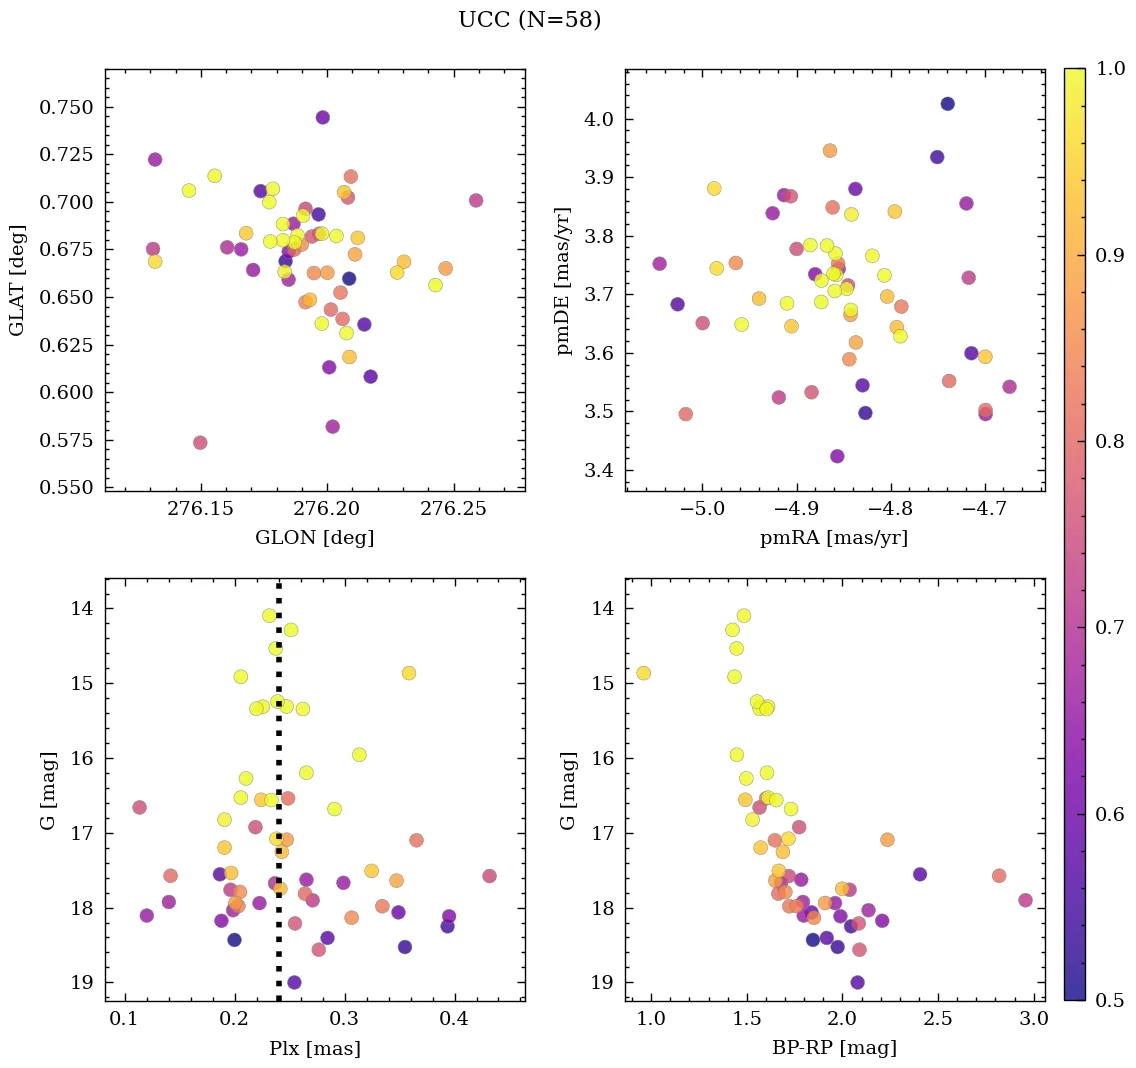 UCC (N=58)
0.750
0.725
0.700
0.675
0.650
0.625
0.600
0.575
0.550
GLAT [deg]
276.15 276.20 276.25
GLON [deg]
4.0
3.9
3.8
3.7
3.6
3.5
3.4
pmDE [mas/yr]
−5.0 −4.9 −4.8 −4.7
pmRA [mas/yr]
1.0
0.9
0.8
0.7
0.6
0.5
14
15
16
17
18
19
G [mag]
0.1 0.2 0.3 0.4
Plx [mas]
14
15
16
17
18
19
G [mag]
1.0 1.5 2.0 2.5 3.0
BP-RP [mag]